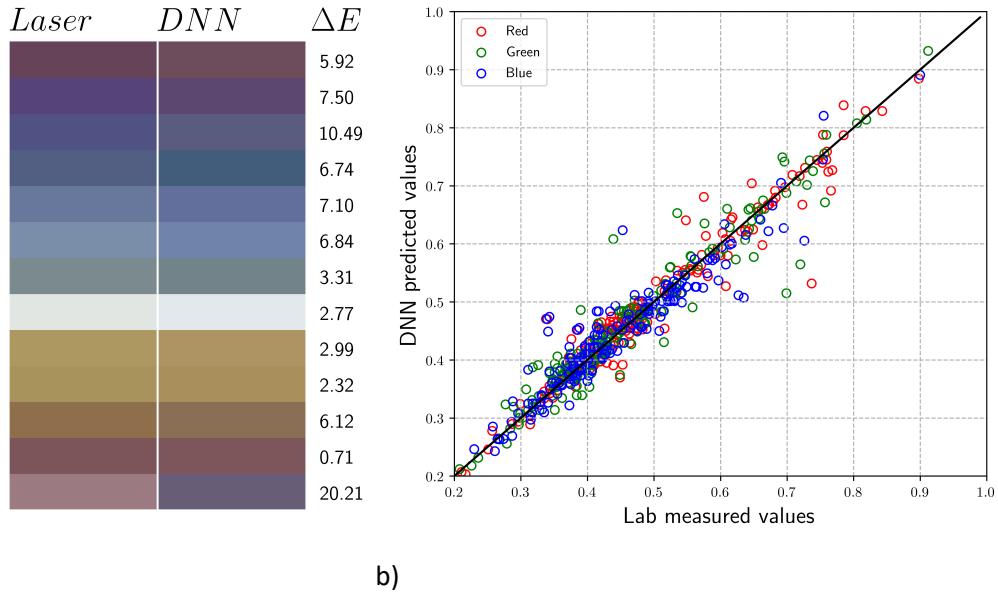 Laser DNN ΔE
5.92
7.50
10.49
6.74
7.10
6.84
3.31
2.77
2.99
2.32
6.12
0.71
20.21
1.0
0.9
0.8
0.7
0.6
0.5
0.4
0.3
0.2
DNN predicted values
Red
Green
Blue
0.2 0.3 0.4 0.5 0.6 0.7 0.8 0.9 1.0
Lab measured values
b)